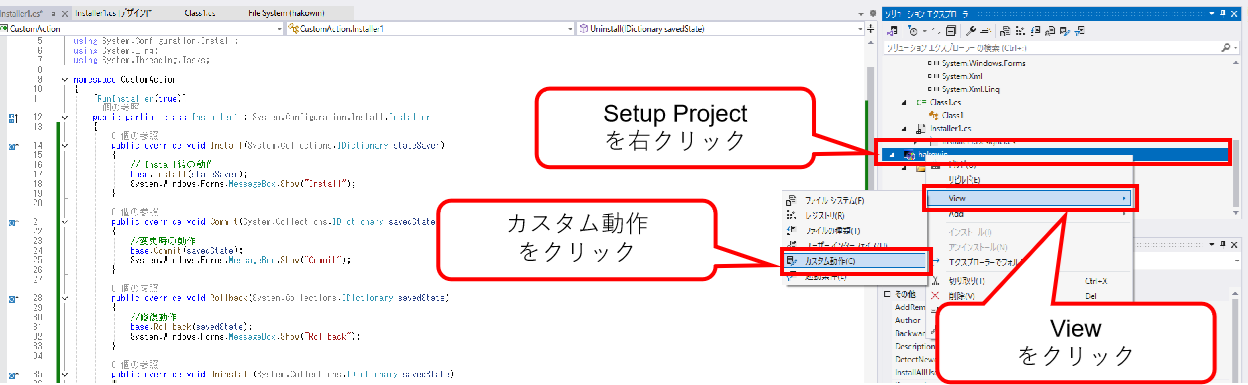 Installer1.cs*
Installer1.cs [デザイン]
Class1.cs
File System (hakowin)
CustomAction
CustomAction.Installer1
Uninstall(IDictionary savedState)
5 using System.Configuration.Install;
6 using System.Linq;
7 using System.Threading.Tasks;
8
9 namespace CustomAction
10 {
11 [RunInstaller(true)]
個の参照
12 public partial class Installer1 : System.Configuration.Install.Installer
13 {
0 個の参照
14 public override void Install(System.Collections.IDictionary stateSaver)
15 {
16 // Install後の動作
17 base.Install(stateSaver);
18 System.Windows.Forms.MessageBox.Show("Install");
19 }
20
0 個の参照
21 public override void Commit(System.Collections.IDictionary savedState)
22 {
23 //変更時の動作
24 base.Commit(savedState);
25 System.Windows.Forms.MessageBox.Show("Commit");
26 }
27
0 個の参照
28 public override void Rollback(System.Collections.IDictionary savedState)
29 {
30 //修復動作
31 base.Rollback(savedState);
32 System.Windows.Forms.MessageBox.Show("Rollback");
33 }
34
0 個の参照
35 public override void Uninstall(System.Collections.IDictionary savedState)
36
Setup Project
を右クリック
カスタム動作
をクリック
View
をクリック
ファイル システム(F)
レジストリ(R)
ファイルの種類(T)
ユーザー インターフェイス(U)
カスタム動作(C)
起動条件(L)
ソリューション エクスプローラー
ソリューション エクスプローラー の検索 (Ctrl+:)
System.Windows.Forms
System.Xml
System.Xml.Linq
Class1.cs
Class1
Installer1.cs
hakowin
ビルド(U)
リビルド(E)
View
Add
インストール(I)
アンインストール(N)
エクスプローラーでフォル
切り取り(T) Ctrl+X
削除(V) Del
その他
AddRem
Author
Backwar
Description
DetectNew
InstallAllUs